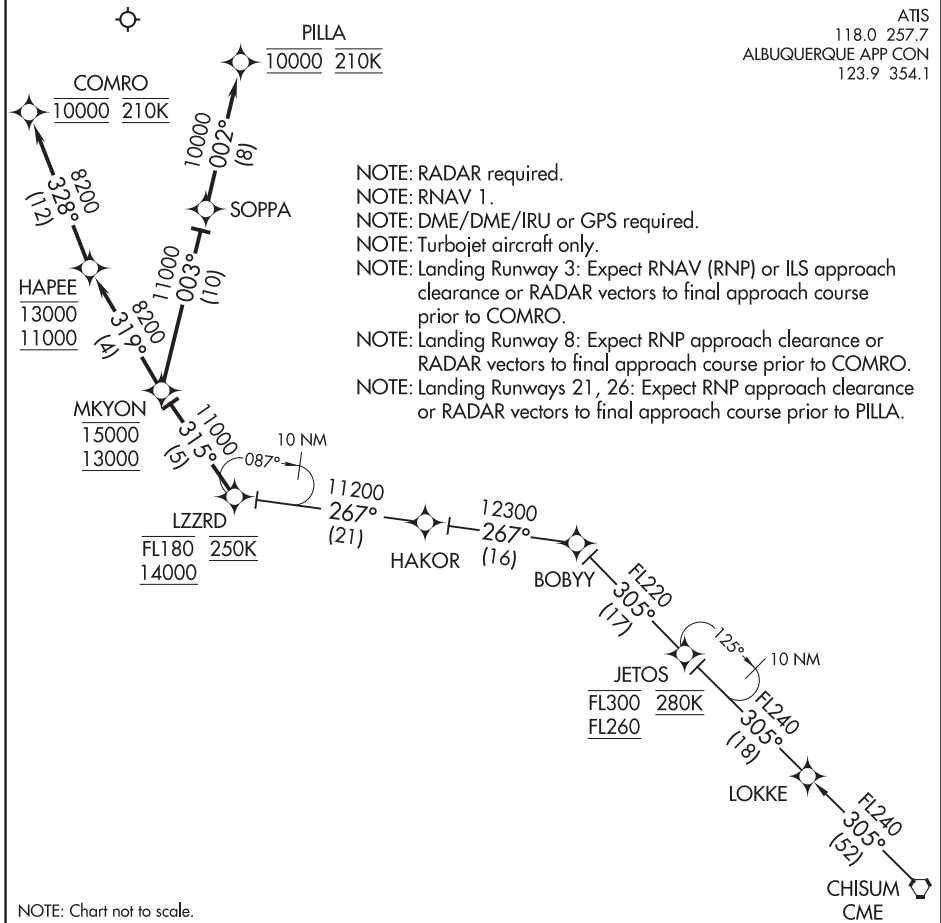 ATIS
118.0 257.7
ALBUQUERQUE APP CON
123.9 354.1
PILLA
10000 210K
COMRO
10000 210K
10000
002°
(8)
8200
328°
(12)
SOPPA
NOTE: RADAR required.
NOTE: RNAV 1.
NOTE: DME/DME/IRU or GPS required.
NOTE: Turbojet aircraft only.
NOTE: Landing Runway 3: Expect RNAV (RNP) or ILS approach
clearance or RADAR vectors to final approach course
prior to COMRO.
NOTE: Landing Runway 8: Expect RNP approach clearance or
RADAR vectors to final approach course prior to COMRO.
NOTE: Landing Runways 21, 26: Expect RNP approach clearance
or RADAR vectors to final approach course prior to PILLA.
HAPEE
13000
11000
11000
003°
(10)
8200
319°
(4)
MKYON
15000
13000
11000
315°
(5)
10 NM
087°
LZZRD
FL180 250K
14000
11200
267°
(21)
HAKOR
12300
267°
(16)
BOBYY
FL220
305°
(17)
125°
10 NM
JETOS
FL300 280K
FL260
FL240
305°
(18)
LOKKE
FL240
305°
(52)
CHISUM
CME
NOTE: Chart not to scale.